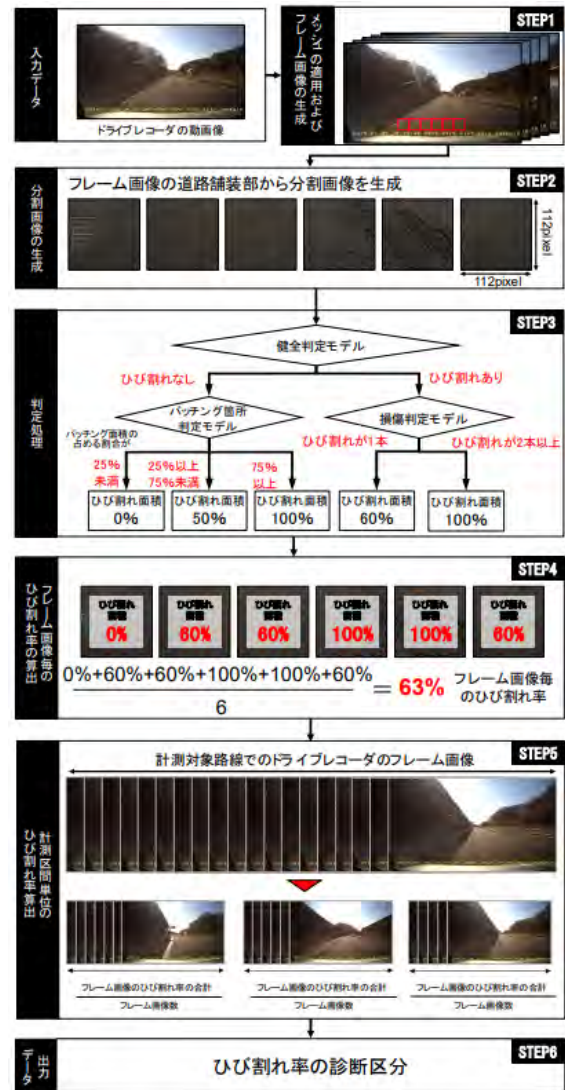 入力データ
ドライブレコーダの動画像
STEP1
メッシュの適用および
フレーム画像の生成
STEP2
分割画像の生成
フレーム画像の道路舗装部から分割画像を生成
112pixel
112pixel
STEP3
判定処理
健全判定モデル
ひび割れなし
ひび割れあり
パッチング箇所
判定モデル
損傷判定モデル
パッチング面積の
占める割合が
ひび割れが1本
ひび割れが2本以上
25%
未満
25%以上
75%未満
75%
以上
ひび割れ面積
0%
ひび割れ面積
50%
ひび割れ面積
100%
ひび割れ面積
60%
ひび割れ面積
100%
STEP4
フレーム画像毎の
ひび割れ率の算出
ひび割れ
面積
0%
ひび割れ
面積
60%
ひび割れ
面積
60%
ひび割れ
面積
100%
ひび割れ
面積
100%
ひび割れ
面積
60%
0%+60%+60%+100%+100%+60%
6
= 63%
フレーム画像毎
のひび割れ率
STEP5
計測区間単位の
ひび割れ率算出
計測対象路線でのドライブレコーダのフレーム画像
フレーム画像のひび割れ率の合計
フレーム画像数
フレーム画像のひび割れ率の合計
フレーム画像数
フレーム画像のひび割れ率の合計
フレーム画像数
STEP6
出力
データ
ひび割れ率の診断区分